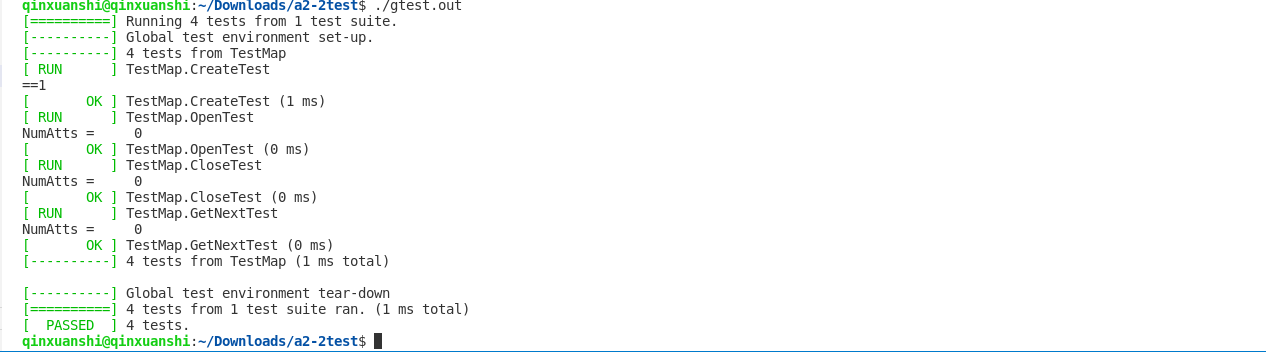 qinxuanshi@qinxuanshi:~/Downloads/a2-2test$ ./gtest.out
[==========] Running 4 tests from 1 test suite.
[----------] Global test environment set-up.
[----------] 4 tests from TestMap
[ RUN      ] TestMap.CreateTest
==1
[       OK ] TestMap.CreateTest (1 ms)
[ RUN      ] TestMap.OpenTest
NumAtts =     0
[       OK ] TestMap.OpenTest (0 ms)
[ RUN      ] TestMap.CloseTest
NumAtts =     0
[       OK ] TestMap.CloseTest (0 ms)
[ RUN      ] TestMap.GetNextTest
NumAtts =     0
[       OK ] TestMap.GetNextTest (0 ms)
[----------] 4 tests from TestMap (1 ms total)

[----------] Global test environment tear-down
[==========] 4 tests from 1 test suite ran. (1 ms total)
[  PASSED  ] 4 tests.
qinxuanshi@qinxuanshi:~/Downloads/a2-2test$